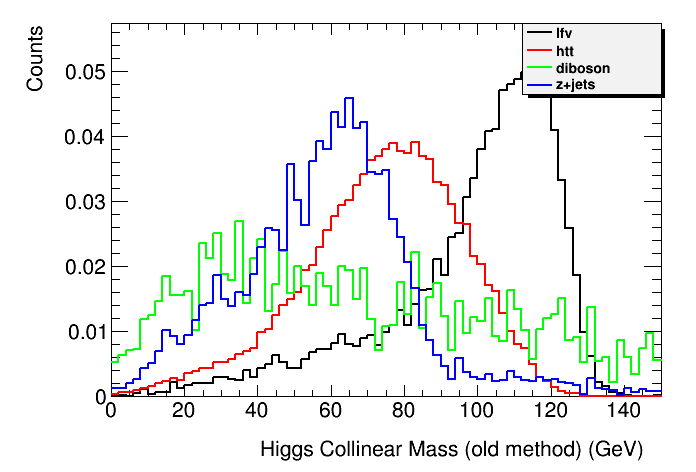 Counts
lfv
htt
diboson
z+jets
0.05
0.04
0.03
0.02
0.01
0
0 20 40 60 80 100 120 140
Higgs Collinear Mass (old method) (GeV)